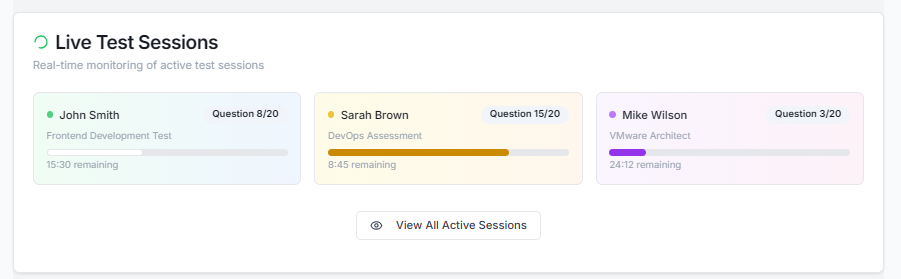 Live Test Sessions
Real-time monitoring of active test sessions
John Smith
Question 8/20
Frontend Development Test
15:30 remaining
Sarah Brown
Question 15/20
DevOps Assessment
8:45 remaining
Mike Wilson
Question 3/20
VMware Architect
24:12 remaining
View All Active Sessions